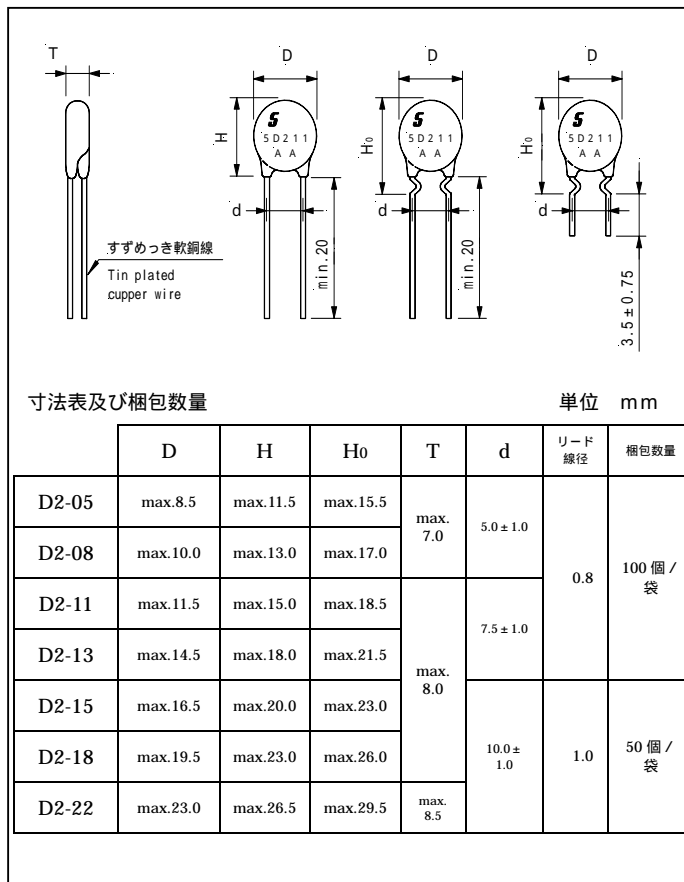 T
D
D
D
H
H₀
H₀
S
5D211
A A
S
5D211
A A
S
5D211
A A
d
d
d
min.20
min.20
3.5±0.75
すずめっき軟銅線
Tin plated
cupper wire
寸法表及び梱包数量 単位 mm
D H H₀ T d リード線径 梱包数量
D2-05 max.8.5 max.11.5 max.15.5 max. 7.0 5.0±1.0 0.8 100個/袋
D2-08 max.10.0 max.13.0 max.17.0
D2-11 max.11.5 max.15.0 max.18.5 max. 8.0 7.5±1.0
D2-13 max.14.5 max.18.0 max.21.5
D2-15 max.16.5 max.20.0 max.23.0 10.0±1.0 1.0 50個/袋
D2-18 max.19.5 max.23.0 max.26.0
D2-22 max.23.0 max.26.5 max.29.5 max. 8.5